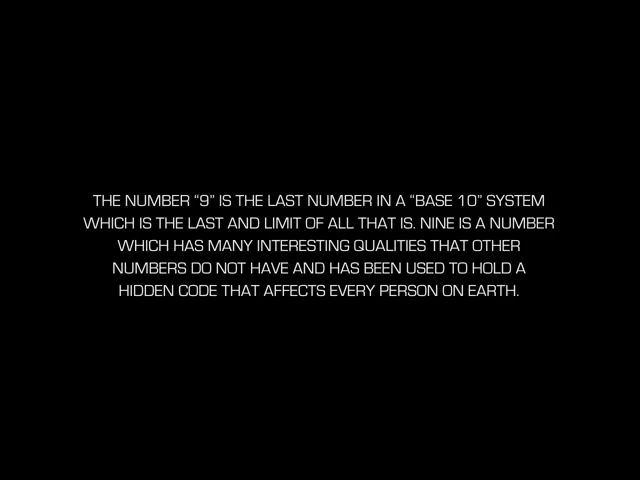 THE NUMBER “9” IS THE LAST NUMBER IN A “BASE 10” SYSTEM
WHICH IS THE LAST AND LIMIT OF ALL THAT IS. NINE IS A NUMBER
WHICH HAS MANY INTERESTING QUALITIES THAT OTHER
NUMBERS DO NOT HAVE AND HAS BEEN USED TO HOLD A
HIDDEN CODE THAT AFFECTS EVERY PERSON ON EARTH.